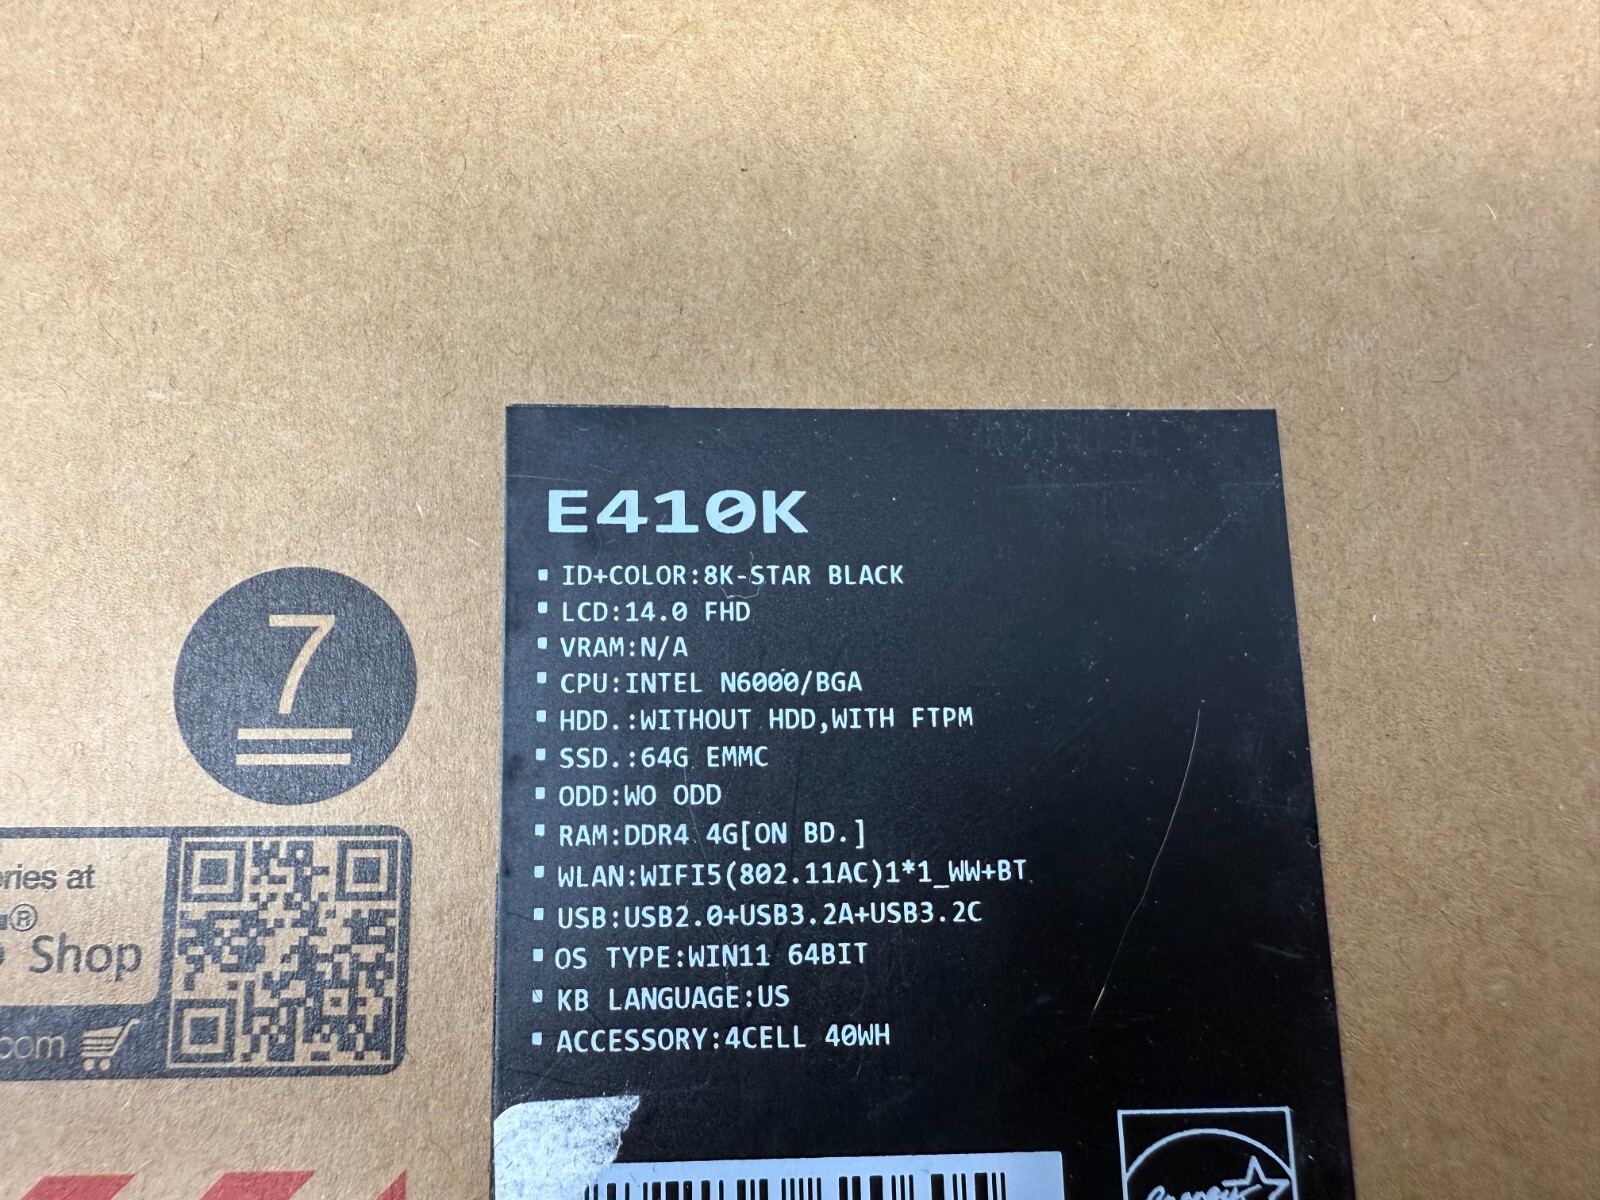 E410K
ID+COLOR:8K-STAR BLACK
LCD:14.0 FHD
VRAM:N/A
CPU:INTEL N6000/BGA
HDD.:WITHOUT HDD,WITH FTPM
SSD.:64G EMMC
ODD:WO ODD
RAM:DDR4 4G[ON BD.]
WLAN:WIFI5(802.11AC)1*1_WW+BT
USB:USB2.0+USB3.2A+USB3.2C
OS TYPE:WIN11 64BIT
KB LANGUAGE:US
ACCESSORY:4CELL 40WH
7
ries at
®
Shop
com